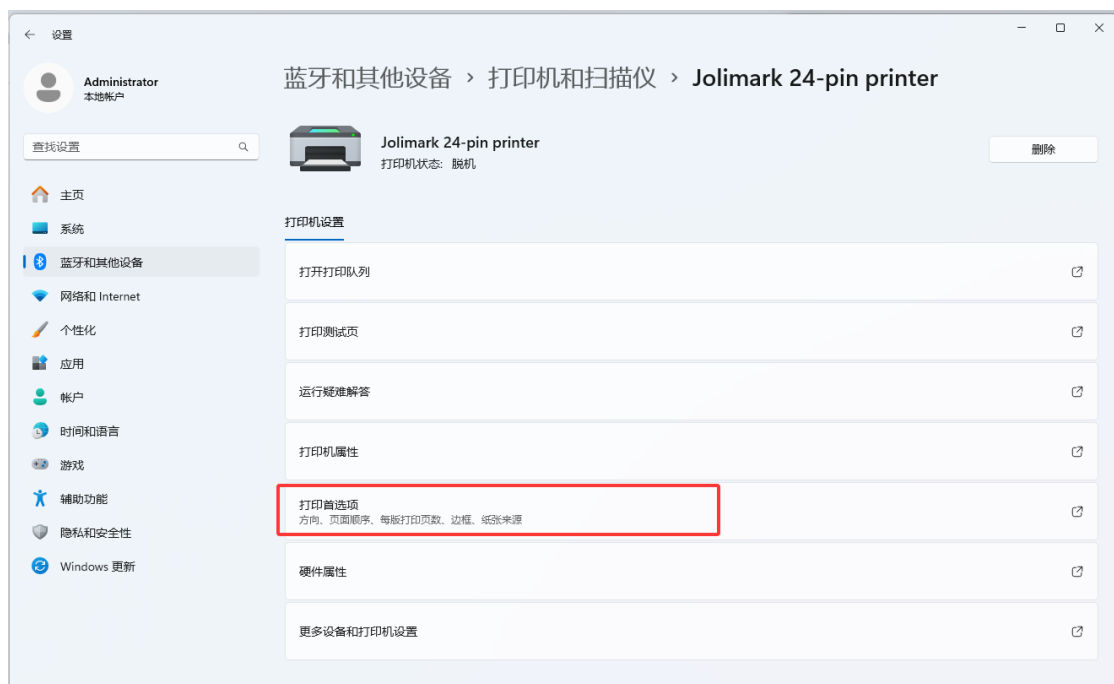 设置
Administrator
本地帐户
查找设置
主页
系统
蓝牙和其他设备
网络和 Internet
个性化
应用
帐户
时间和语言
游戏
辅助功能
隐私和安全性
Windows 更新
蓝牙和其他设备 › 打印机和扫描仪 › Jolimark 24-pin printer
Jolimark 24-pin printer
打印机状态: 脱机
删除
打印机设置
打开打印队列
打印测试页
运行疑难解答
打印机属性
打印首选项
方向、页面顺序、每版打印页数、边框、纸张来源
硬件属性
更多设备和打印机设置